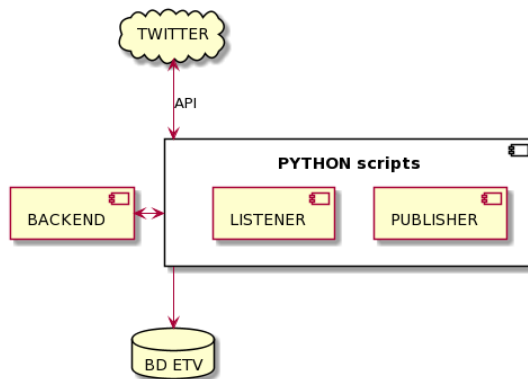 TWITTER
API
PYTHON scripts
BACKEND
LISTENER
PUBLISHER
BD ETV